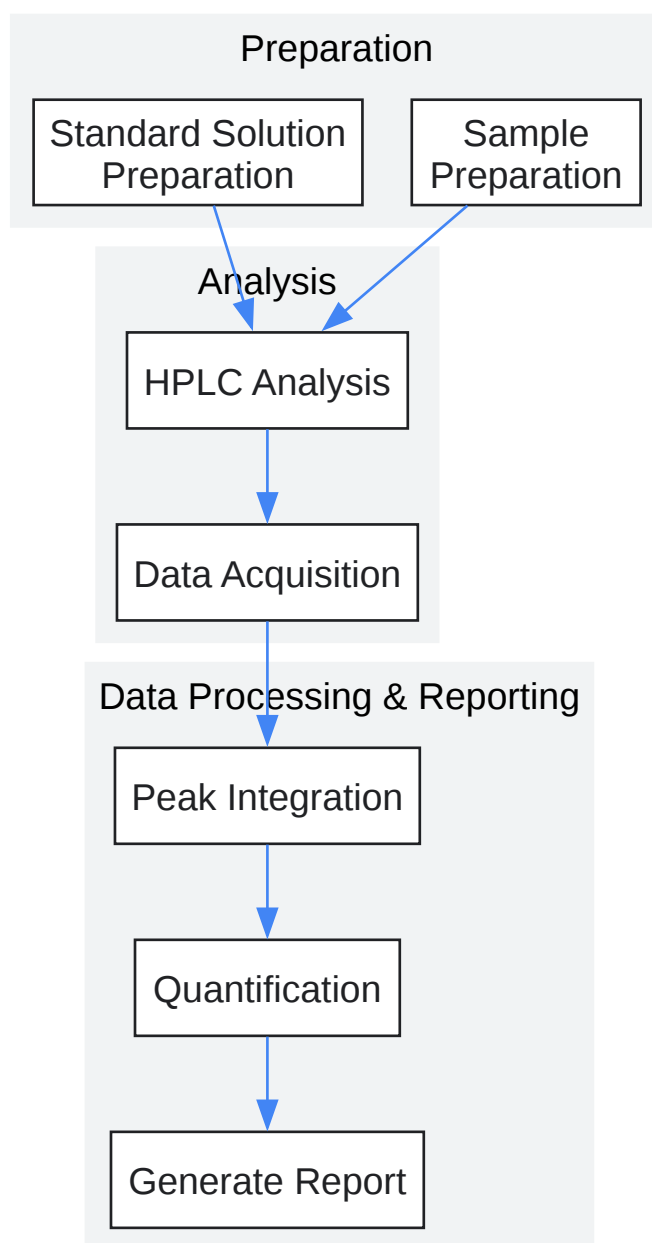 Preparation
Standard Solution
Preparation
Sample
Preparation
Analysis
HPLC Analysis
Data Acquisition
Data Processing & Reporting
Peak Integration
Quantification
Generate Report